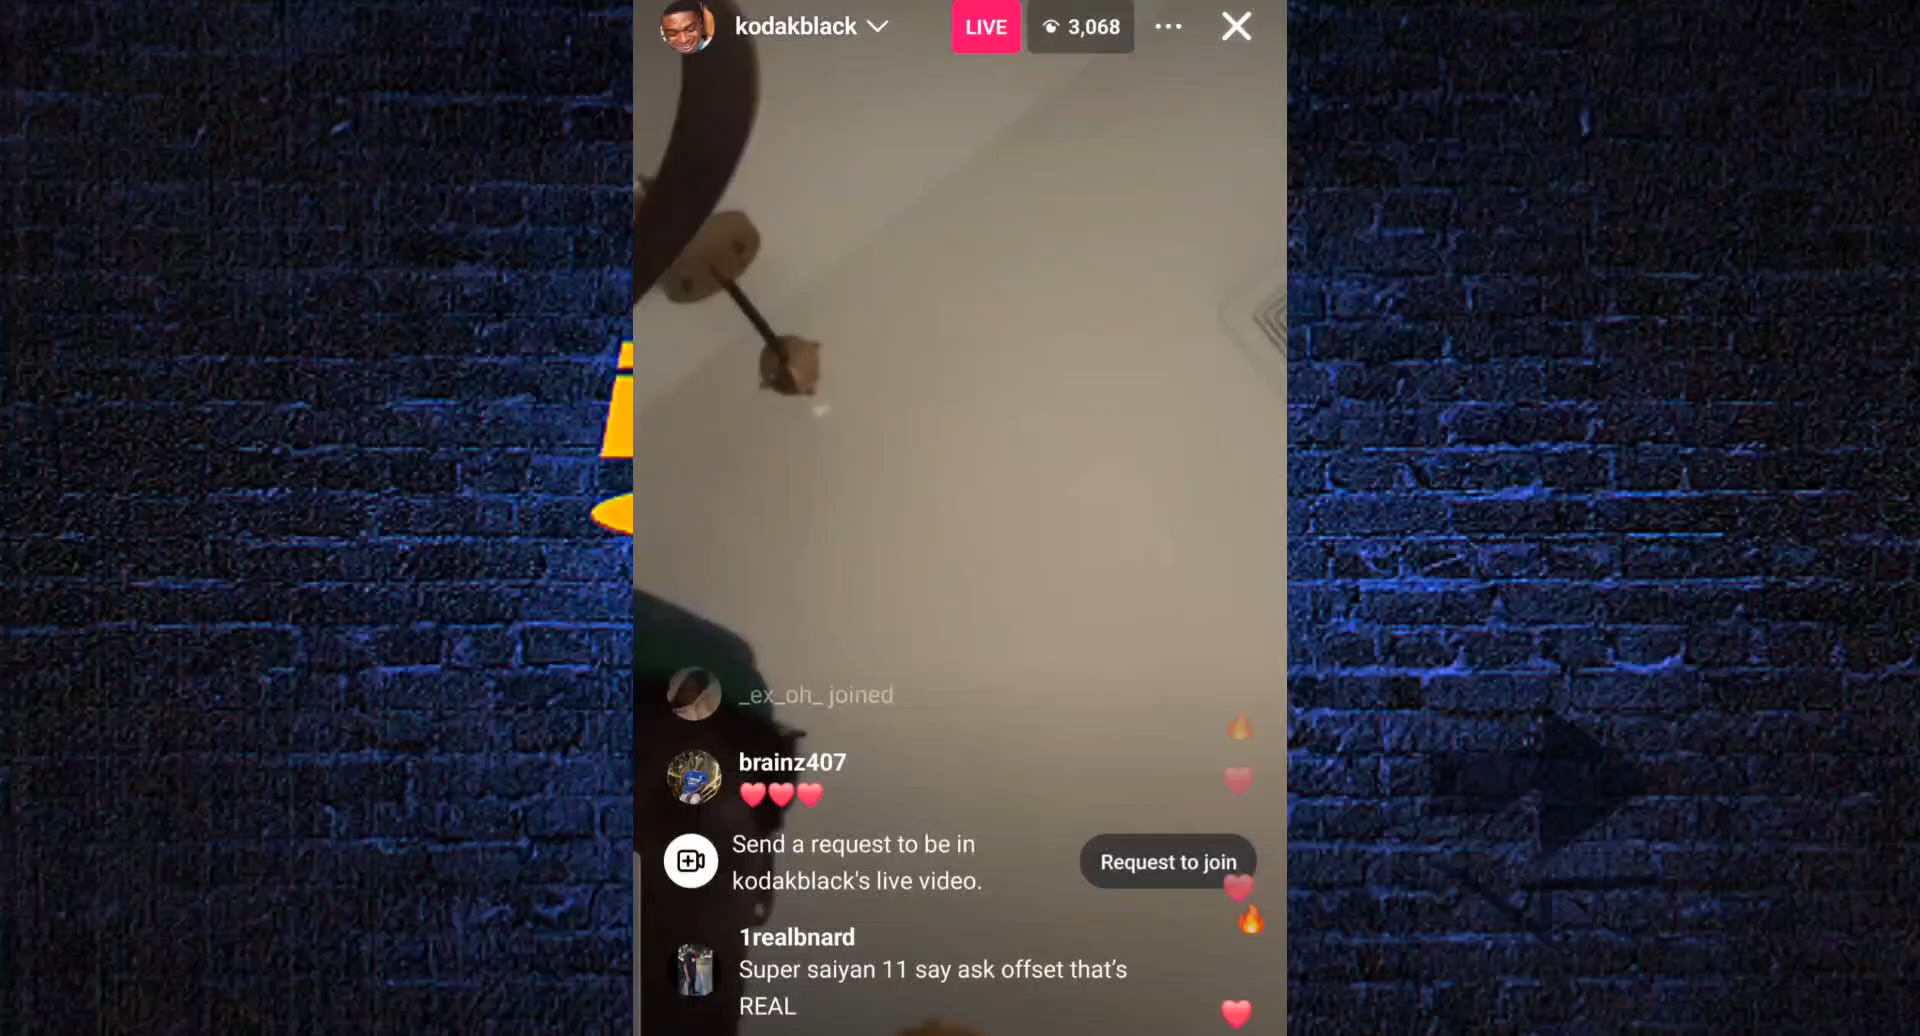 kodakblack
LIVE
3,068
_ex_oh_ joined
brainz407
❤️❤️❤️
Send a request to be in
kodakblack's live video.
Request to join
1realbnard
Super saiyan 11 say ask offset that’s
REAL